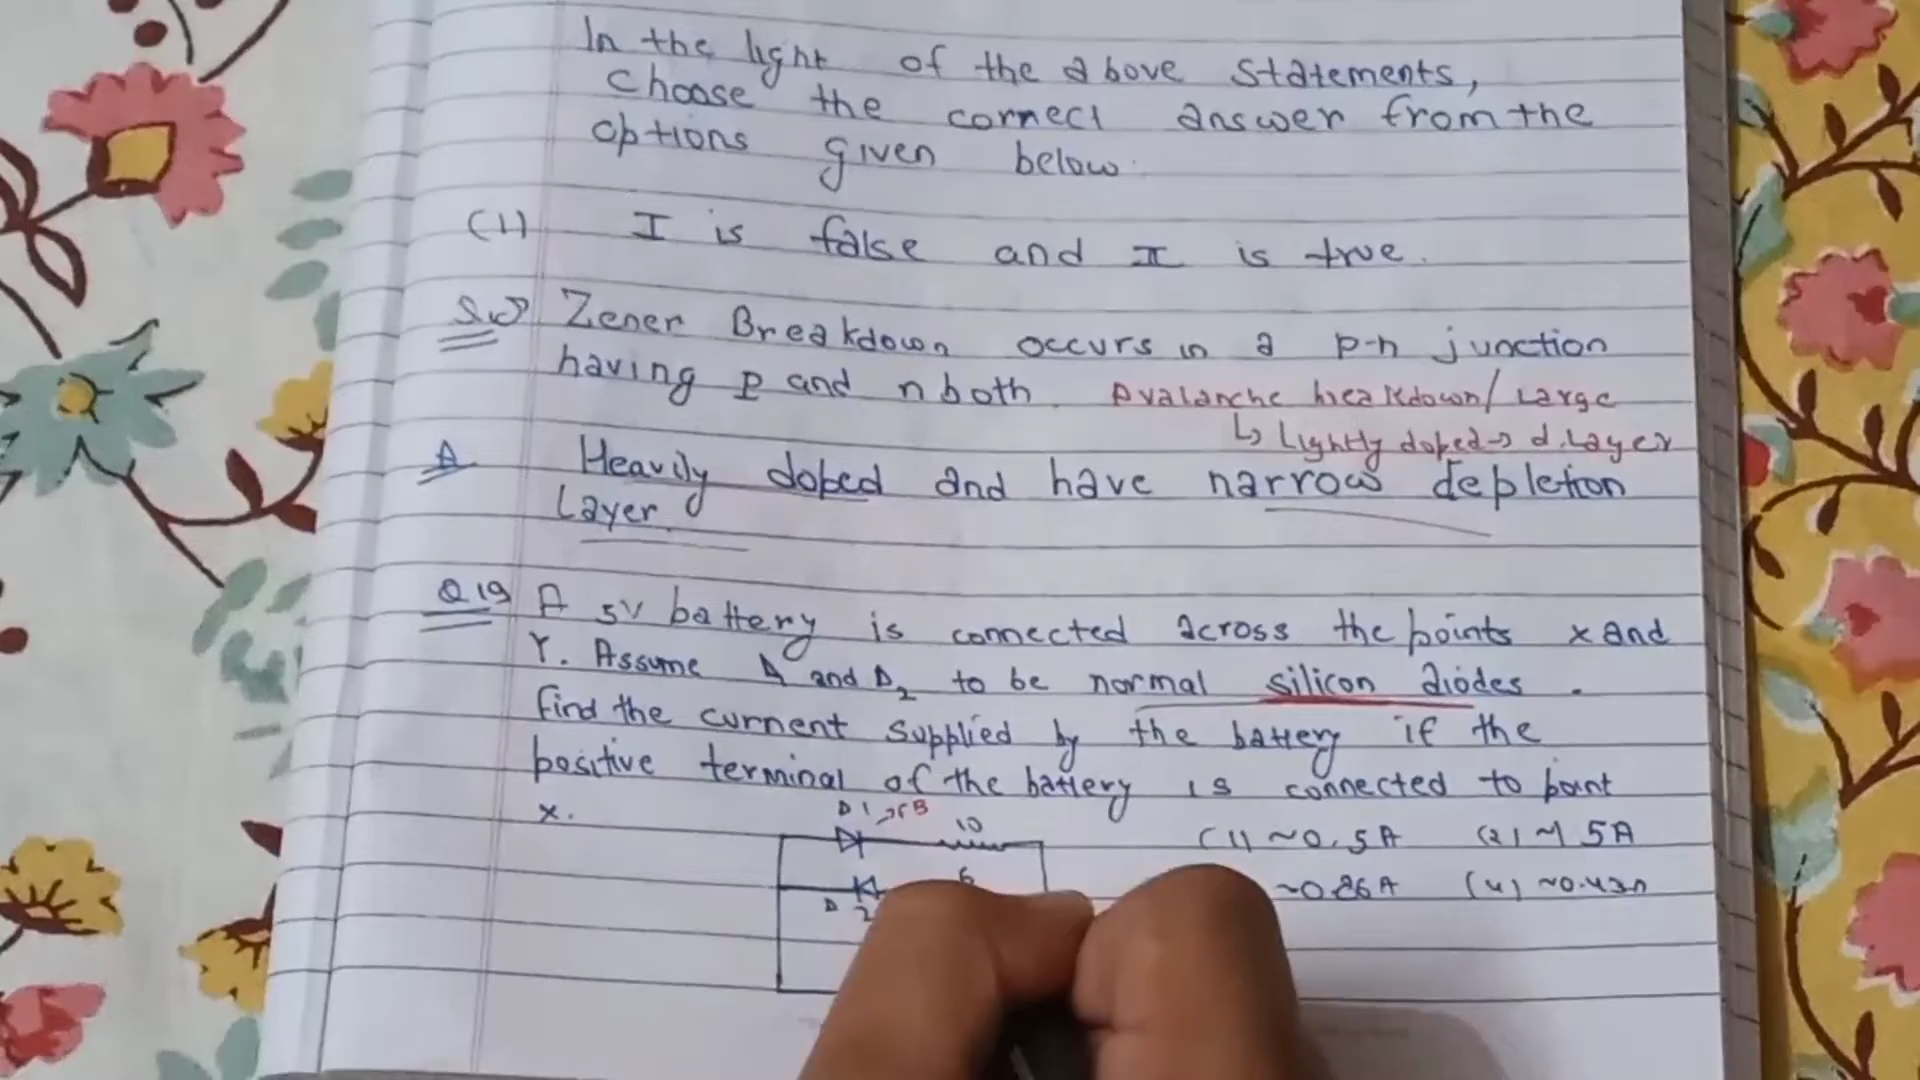 In the light of the above statements,
Choose the correct answer from the
options given below.
(1) I is false and II is true.
Zener Breakdown occurs in a p-n junction
having P and n both Avalanche breakdown/Large
↳ Lightly doped→ d.Layer
A Heavily doped and have narrow depletion
Layer.
Q19 A 5V battery is connected across the points x and
Y. Assume and D2 to be normal silicon diodes.
find the current supplied by the battery if the
positive terminal of the battery is connected to point
x.
D1 →FB 10
(1) ~0.5A (2) ~1.5A
6
~0.86A (4) ~0.43A
D 2